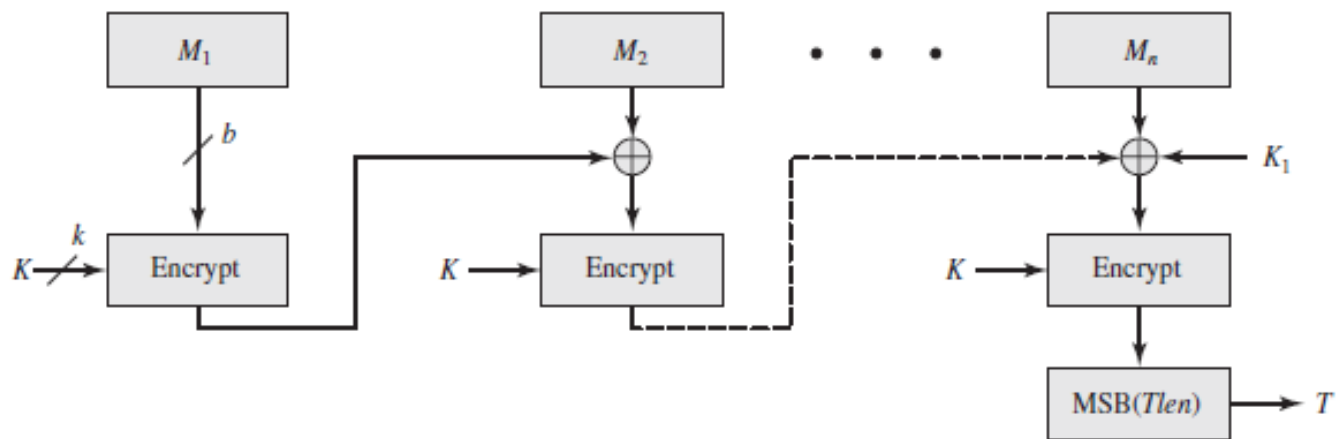 M₁ M₂ • • • Mₙ
b
K₁
k
K Encrypt K Encrypt K Encrypt
MSB(Tlen) T